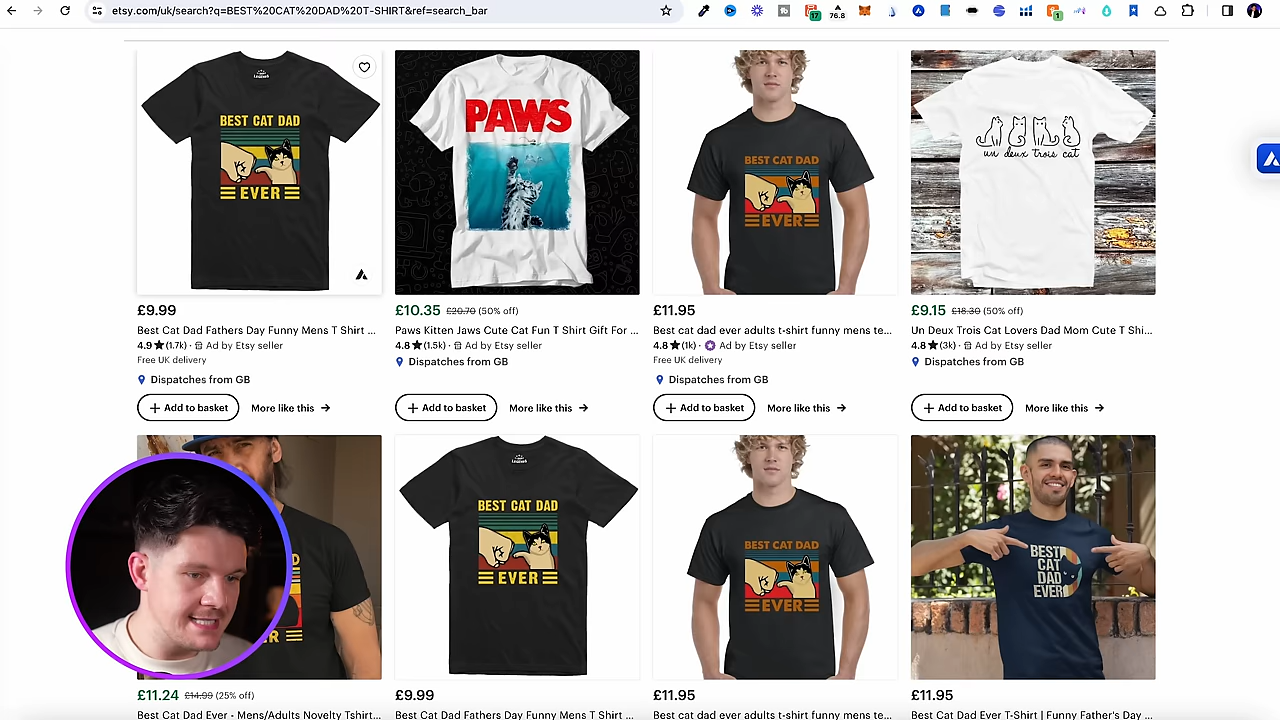 etsy.com/uk/search?q=BEST%20CAT%20DAD%20T-SHIRT&ref=search_bar
17
76.8
1
BEST CAT DAD
EVER
PAWS
BEST CAT DAD
EVER
un deux trois cat
£9.99
Best Cat Dad Fathers Day Funny Mens T Shirt ...
4.9★(1.7k) · Ad by Etsy seller
Free UK delivery
Dispatches from GB
+ Add to basket More like this →
£10.35 £20.70 (50% off)
Paws Kitten Jaws Cute Cat Fun T Shirt Gift For ...
4.8★(1.5k) · Ad by Etsy seller
Dispatches from GB
+ Add to basket More like this →
£11.95
Best cat dad ever adults t-shirt funny mens te...
4.8★(1k) · Ad by Etsy seller
Free UK delivery
Dispatches from GB
+ Add to basket More like this →
£9.15 £18.30 (50% off)
Un Deux Trois Cat Lovers Dad Mom Cute T Shi...
4.8★(3k) · Ad by Etsy seller
Dispatches from GB
+ Add to basket More like this →
BEST CAT DAD
EVER
BEST CAT DAD
EVER
BEST
CAT
DAD
EVER
£11.24 £14.99 (25% off)
Best Cat Dad Ever - Mens/Adults Novelty Tshirt...
£9.99
Best Cat Dad Fathers Day Funny Mens T Shirt ...
£11.95
Best cat dad ever adults t-shirt funny mens te...
£11.95
Best Cat Dad Ever T-Shirt | Funny Father's Day ...